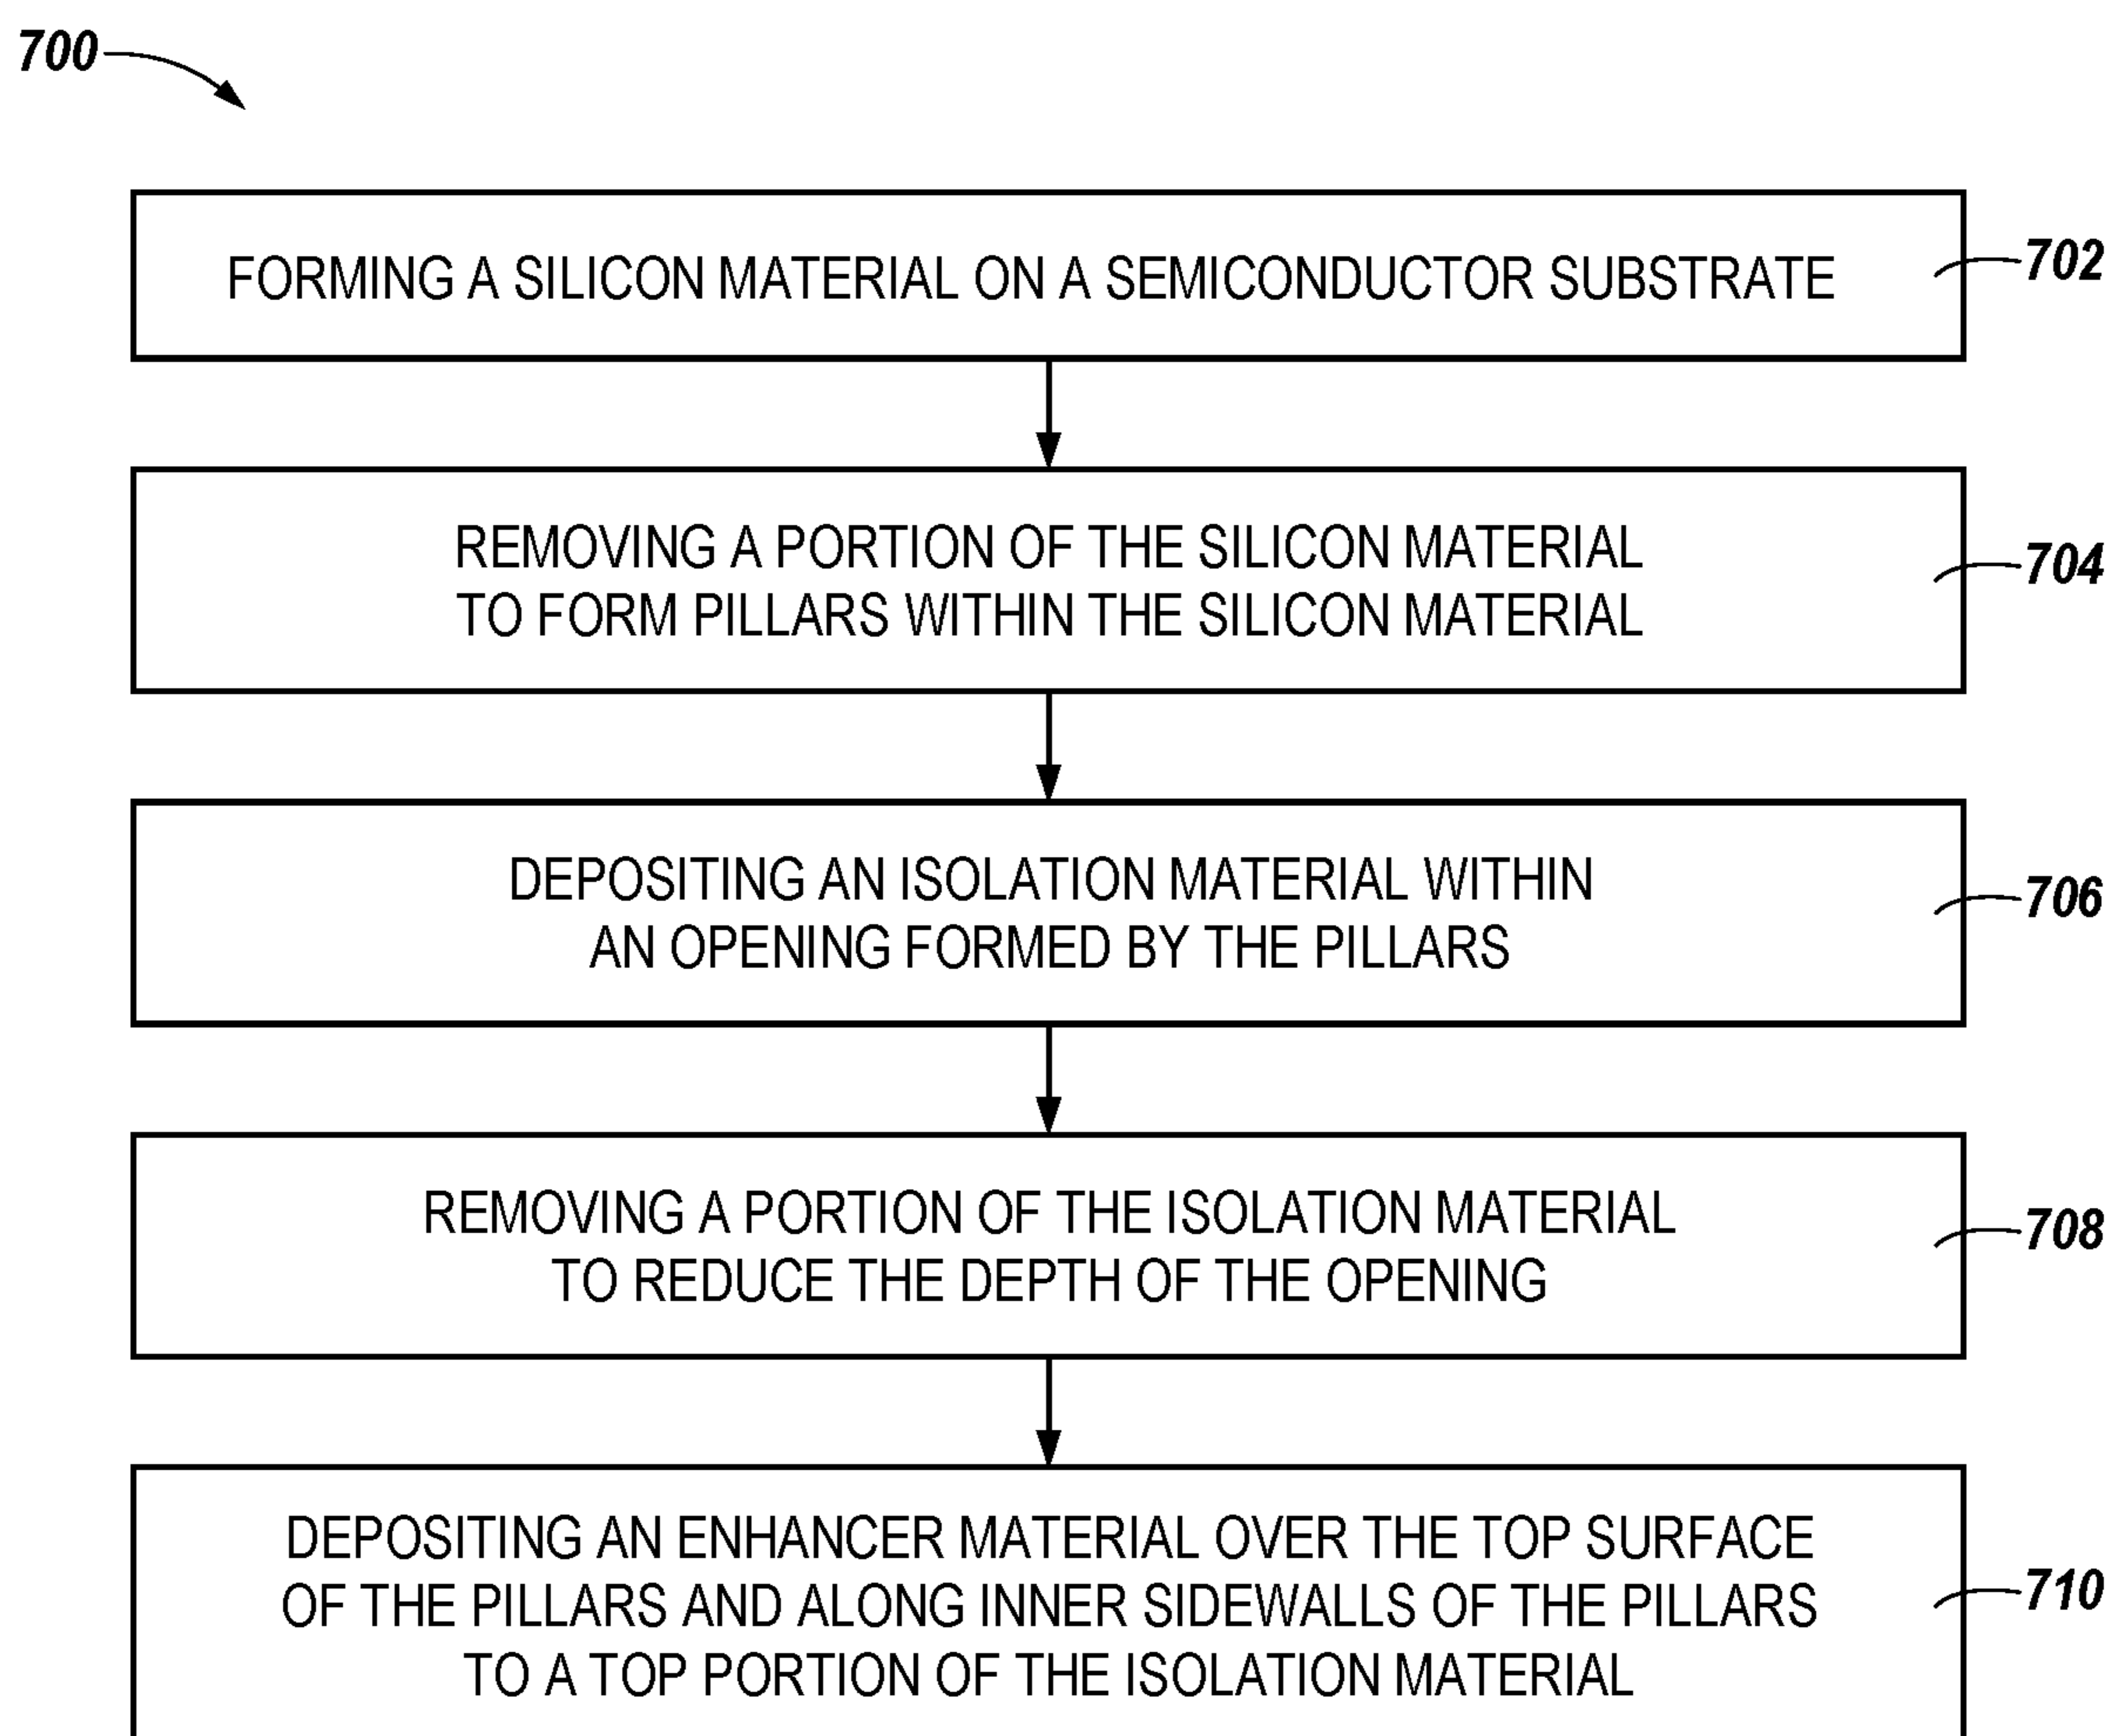 700
FORMING A SILICON MATERIAL ON A SEMICONDUCTOR SUBSTRATE
702
REMOVING A PORTION OF THE SILICON MATERIAL
TO FORM PILLARS WITHIN THE SILICON MATERIAL
704
DEPOSITING AN ISOLATION MATERIAL WITHIN
AN OPENING FORMED BY THE PILLARS
706
REMOVING A PORTION OF THE ISOLATION MATERIAL
TO REDUCE THE DEPTH OF THE OPENING
708
DEPOSITING AN ENHANCER MATERIAL OVER THE TOP SURFACE
OF THE PILLARS AND ALONG INNER SIDEWALLS OF THE PILLARS
TO A TOP PORTION OF THE ISOLATION MATERIAL
710